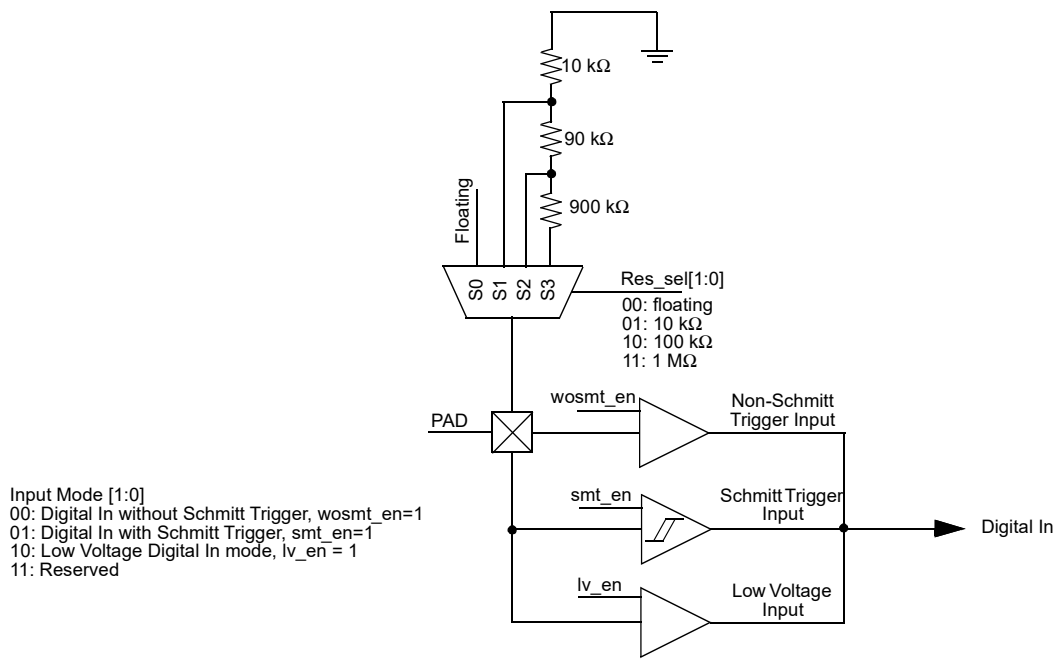 10 kΩ
90 kΩ
900 kΩ
Floating
S0
S1
S2
S3
Res_sel[1:0]
00: floating
01: 10 kΩ
10: 100 kΩ
11: 1 MΩ
PAD
wosmt_en
Non-Schmitt
Trigger Input
smt_en
Schmitt Trigger
Input
Digital In
lv_en
Low Voltage
Input
Input Mode [1:0]
00: Digital In without Schmitt Trigger, wosmt_en=1
01: Digital In with Schmitt Trigger, smt_en=1
10: Low Voltage Digital In mode, lv_en = 1
11: Reserved